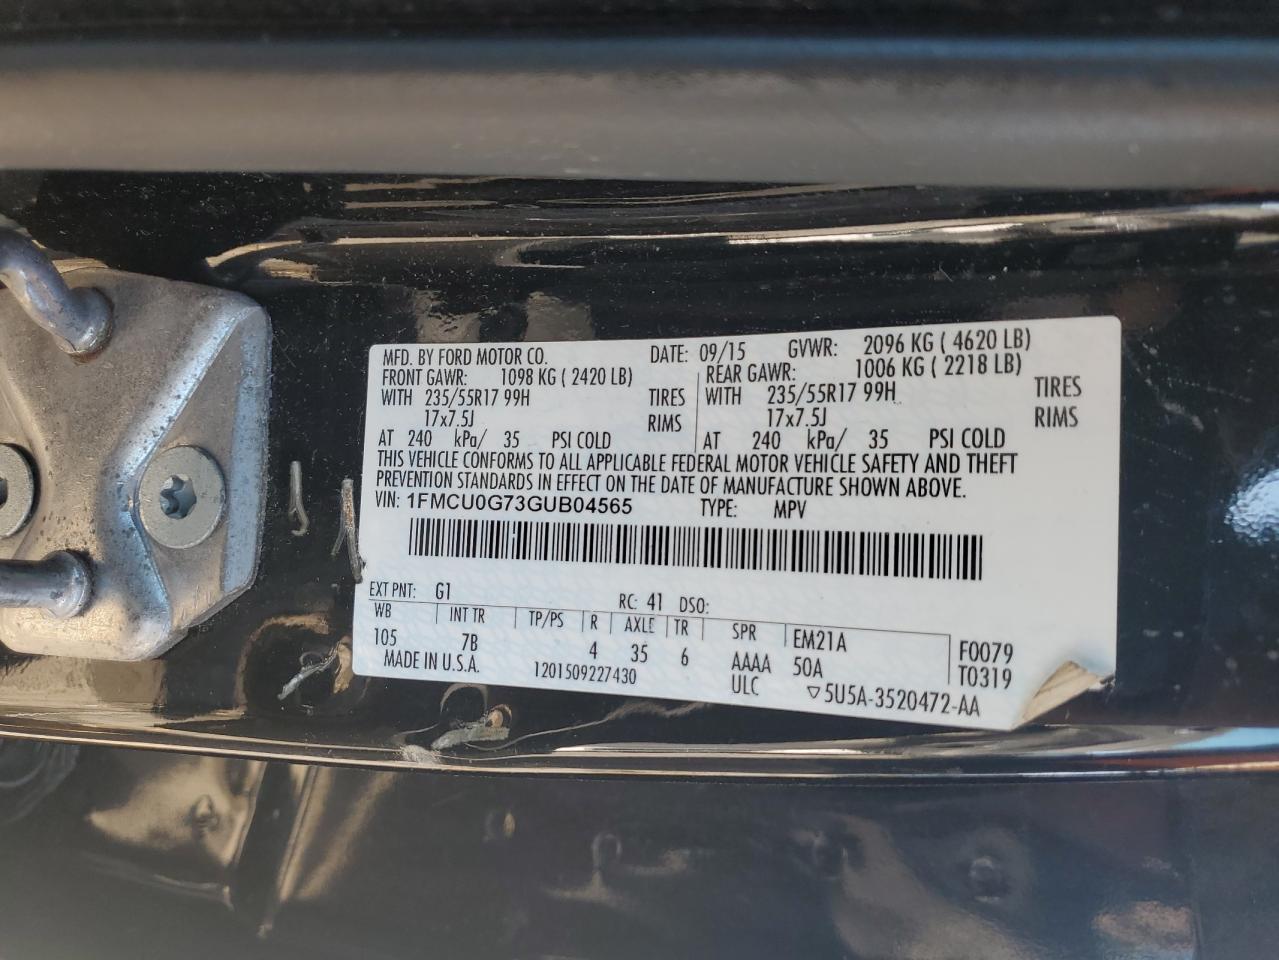 MFD. BY FORD MOTOR CO. DATE: 09/15 GVWR: 2096 KG ( 4620 LB)
FRONT GAWR: 1098 KG ( 2420 LB) REAR GAWR: 1006 KG ( 2218 LB)
WITH 235/55R17 99H TIRES WITH 235/55R17 99H TIRES
17x7.5J RIMS 17x7.5J RIMS
AT 240 kPa/ 35 PSI COLD AT 240 kPa/ 35 PSI COLD
THIS VEHICLE CONFORMS TO ALL APPLICABLE FEDERAL MOTOR VEHICLE SAFETY AND THEFT
PREVENTION STANDARDS IN EFFECT ON THE DATE OF MANUFACTURE SHOWN ABOVE.
VIN: 1FMCU0G73GUB04565 TYPE: MPV
EXT PNT: G1 RC: 41 DSO:
WB INT TR TP/PS R AXLE TR SPR EM21A F0079
105 7B 4 35 6 AAAA 50A T0319
MADE IN U.S.A. 1201509227430 ULC ▽5U5A-3520472-AA